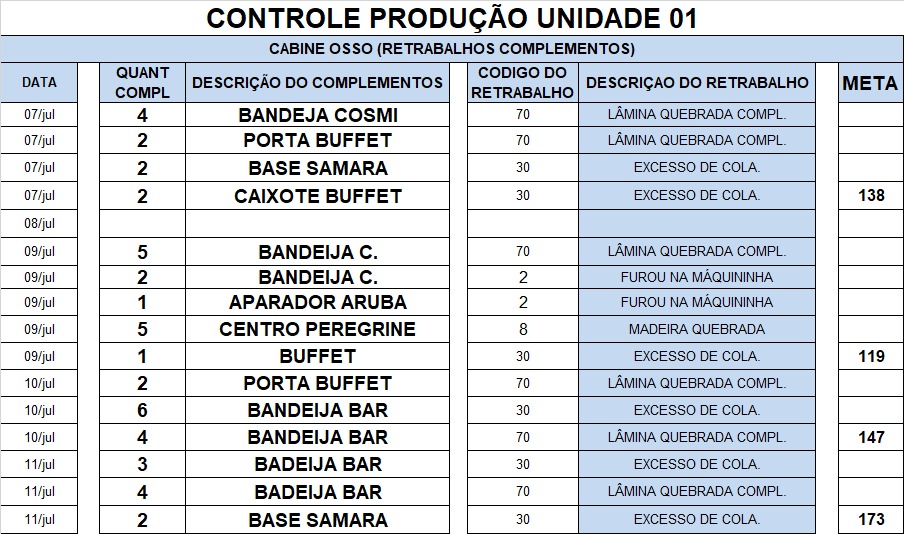 CONTROLE PRODUÇÃO UNIDADE 01
CABINE OSSO (RETRABALHOS COMPLEMENTOS)
DATA QUANT COMPL DESCRIÇÃO DO COMPLEMENTOS CODIGO DO RETRABALHO DESCRIÇAO DO RETRABALHO META
07/jul 4 BANDEJA COSMI 70 LÂMINA QUEBRADA COMPL.
07/jul 2 PORTA BUFFET 70 LÂMINA QUEBRADA COMPL.
07/jul 2 BASE SAMARA 30 EXCESSO DE COLA.
07/jul 2 CAIXOTE BUFFET 30 EXCESSO DE COLA. 138
08/jul
09/jul 5 BANDEIJA C. 70 LÂMINA QUEBRADA COMPL.
09/jul 2 BANDEIJA C. 2 FUROU NA MÁQUININHA
09/jul 1 APARADOR ARUBA 2 FUROU NA MÁQUININHA
09/jul 5 CENTRO PEREGRINE 8 MADEIRA QUEBRADA
09/jul 1 BUFFET 30 EXCESSO DE COLA. 119
10/jul 2 PORTA BUFFET 70 LÂMINA QUEBRADA COMPL.
10/jul 6 BANDEIJA BAR 30 EXCESSO DE COLA.
10/jul 4 BANDEIJA BAR 70 LÂMINA QUEBRADA COMPL. 147
11/jul 3 BADEIJA BAR 30 EXCESSO DE COLA.
11/jul 4 BADEIJA BAR 70 LÂMINA QUEBRADA COMPL.
11/jul 2 BASE SAMARA 30 EXCESSO DE COLA. 173